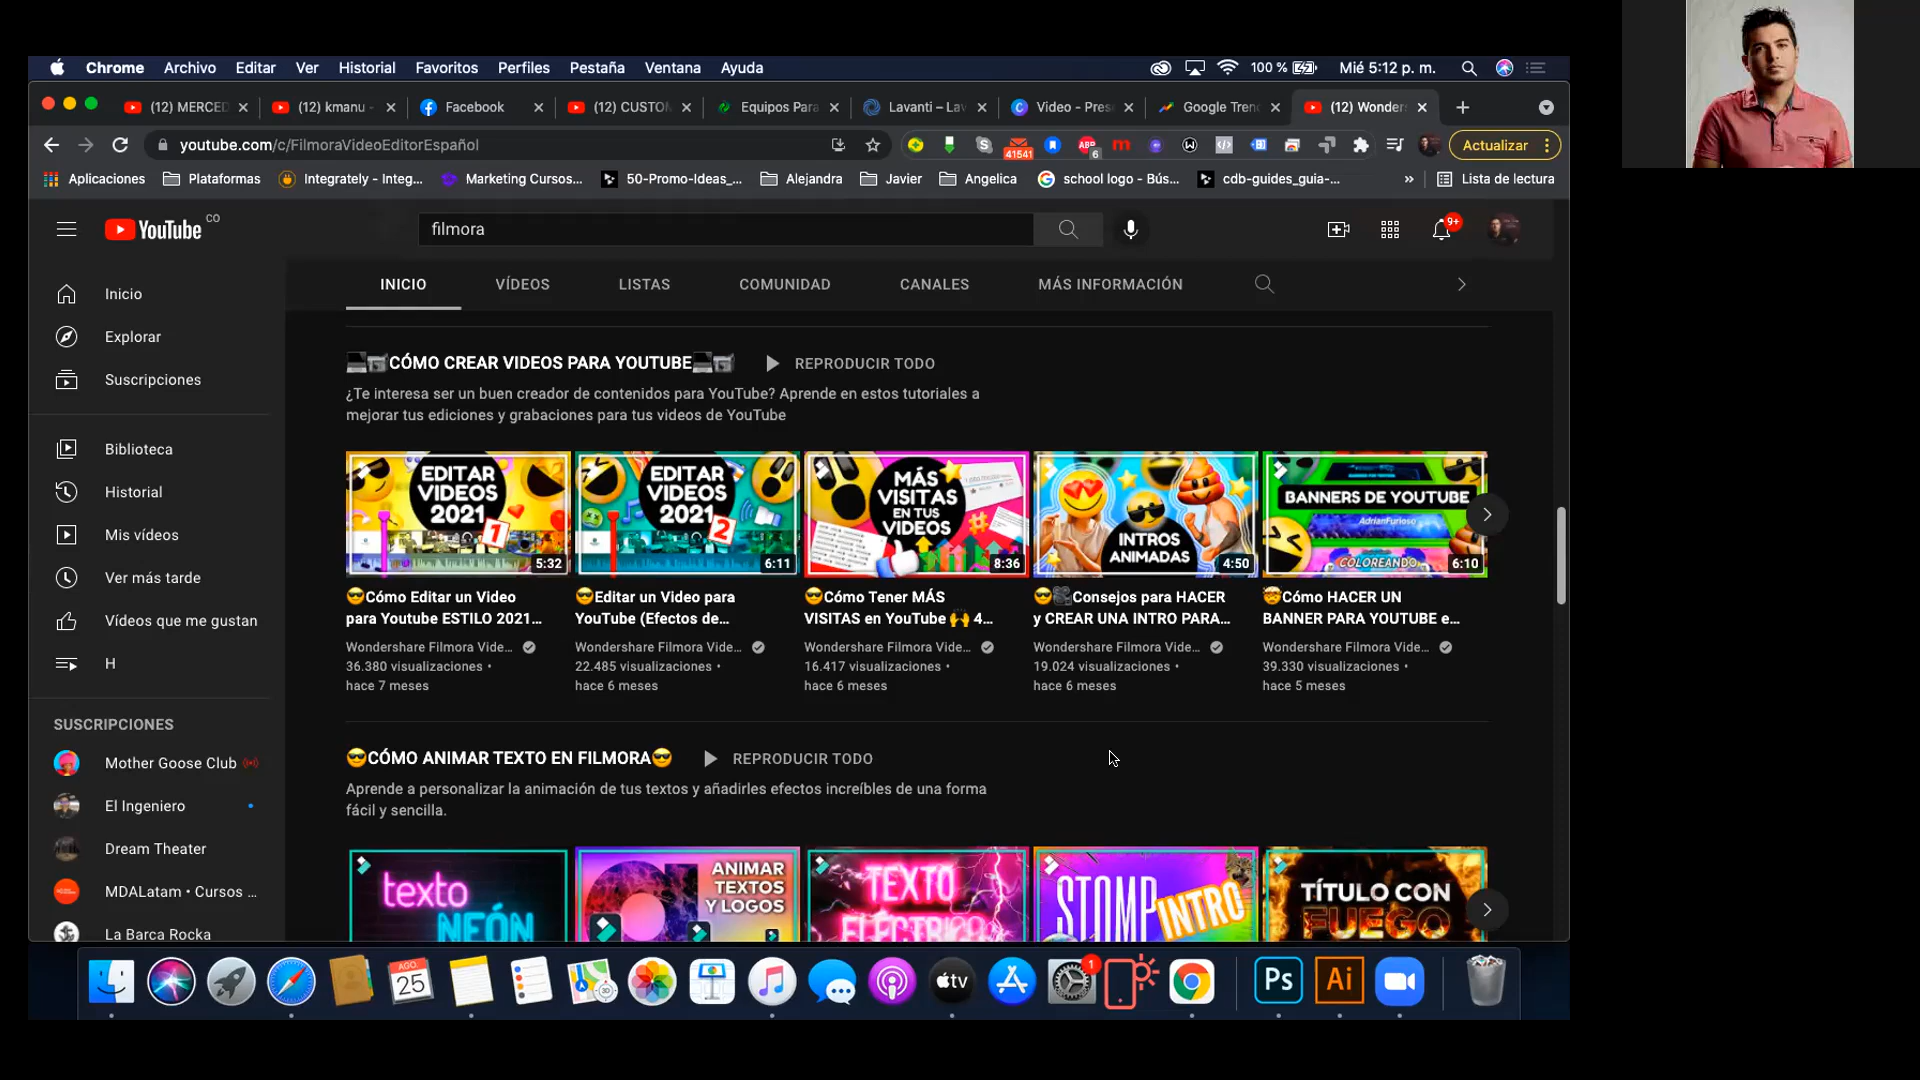 Chrome Archivo Editar Ver Historial Favoritos Perfiles Pestaña Ventana Ayuda
100 % Mié 5:12 p. m.
(12) MERCED
(12) kmanu -
Facebook
(12) CUSTOM
Equipos Para
Lavanti – Lav
Video - Pres
Google Tren
(12) Wonders
youtube.com/c/FilmoraVideoEditorEspañol
41541
ABP
6
Actualizar
Aplicaciones
Plataformas
Integrately - Integ...
Marketing Cursos...
50-Promo-Ideas_...
Alejandra
Javier
Angelica
school logo - Bús...
cdb-guides_guia-...
»
Lista de lectura
YouTube CO
filmora
9+
Inicio
Explorar
Suscripciones
Biblioteca
Historial
Mis vídeos
Ver más tarde
Vídeos que me gustan
H
SUSCRIPCIONES
Mother Goose Club
El Ingeniero
Dream Theater
MDALatam • Cursos ...
La Barca Rocka
INICIO VÍDEOS LISTAS COMUNIDAD CANALES MÁS INFORMACIÓN
CÓMO CREAR VIDEOS PARA YOUTUBE REPRODUCIR TODO
¿Te interesa ser un buen creador de contenidos para YouTube? Aprende en estos tutoriales a
mejorar tus ediciones y grabaciones para tus videos de YouTube
EDITAR
VIDEOS
2021
1
5:32
😎Cómo Editar un Video
para Youtube ESTILO 2021...
Wondershare Filmora Vide...
36.380 visualizaciones •
hace 7 meses
EDITAR
VIDEOS
2021
2
6:11
😎Editar un Video para
YouTube (Efectos de...
Wondershare Filmora Vide...
22.485 visualizaciones •
hace 6 meses
MÁS
VISITAS
EN TUS
VIDEOS
8:36
😎Cómo Tener MÁS
VISITAS en YouTube 🙌 4...
Wondershare Filmora Vide...
16.417 visualizaciones •
hace 6 meses
INTROS
ANIMADAS
4:50
😎Consejos para HACER
y CREAR UNA INTRO PARA...
Wondershare Filmora Vide...
19.024 visualizaciones •
hace 6 meses
BANNERS DE YOUTUBE
AdrianFurioso
COLOREANDO
6:10
🤯Cómo HACER UN
BANNER PARA YOUTUBE e...
Wondershare Filmora Vide...
39.330 visualizaciones •
hace 5 meses
😎CÓMO ANIMAR TEXTO EN FILMORA😎 REPRODUCIR TODO
Aprende a personalizar la animación de tus textos y añadirles efectos increíbles de una forma
fácil y sencilla.
texto
NEÓN
ANIMAR
TEXTOS
Y LOGOS
TEXTO
ELÉCTRICO
STOMP INTRO
TÍTULO CON
FUEGO
AGO
25
tv
1
Ps
Ai